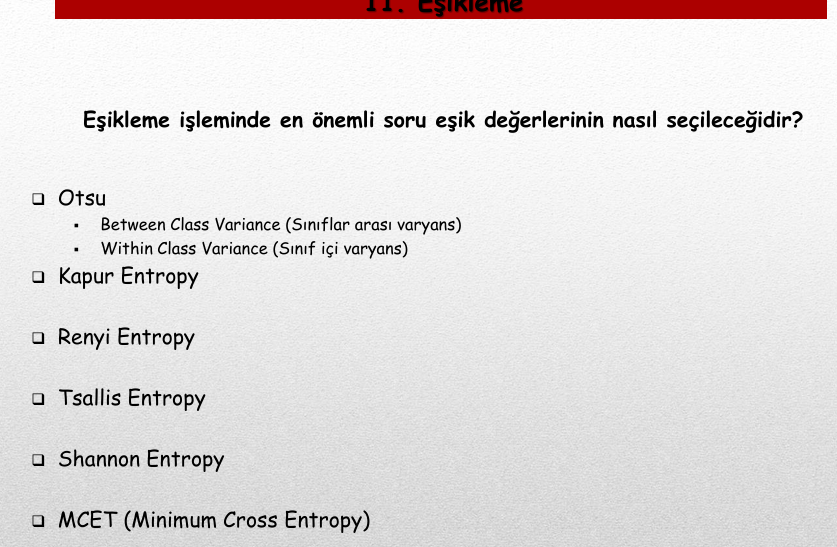 11. Eşikleme
Eşikleme işleminde en önemli soru eşik değerlerinin nasıl seçileceğidir?
Otsu
Between Class Variance (Sınıflar arası varyans)
Within Class Variance (Sınıf içi varyans)
Kapur Entropy
Renyi Entropy
Tsallis Entropy
Shannon Entropy
MCET (Minimum Cross Entropy)